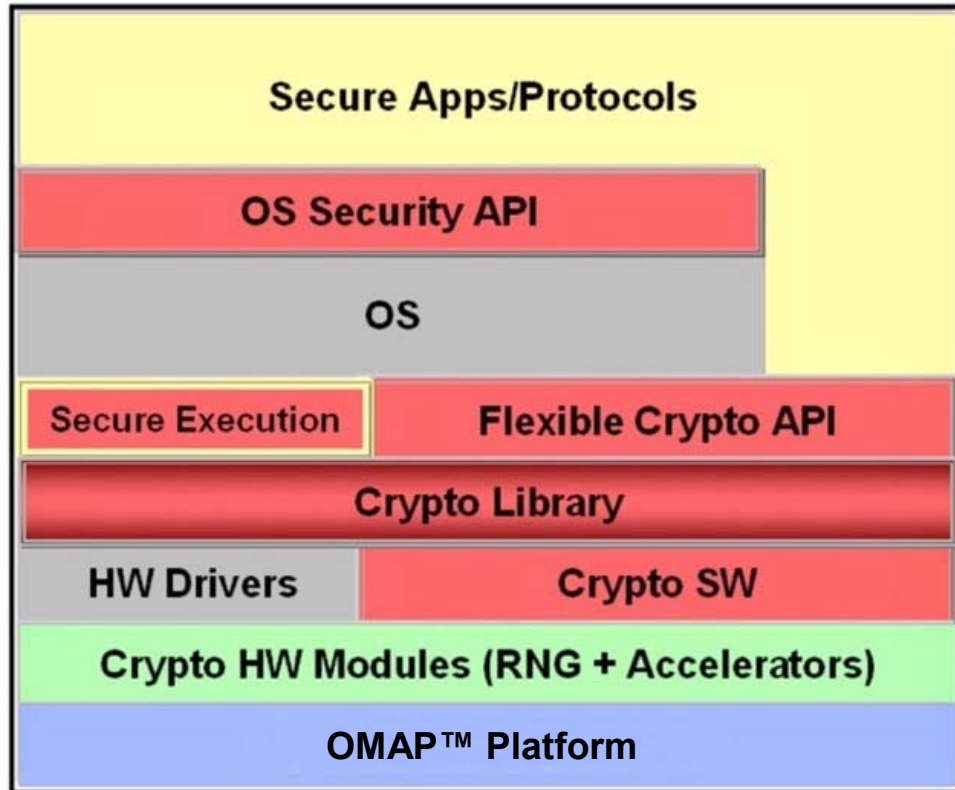 Secure Apps/Protocols
OS Security API
OS
Secure Execution
Flexible Crypto API
Crypto Library
HW Drivers
Crypto SW
Crypto HW Modules (RNG + Accelerators)
OMAP™ Platform